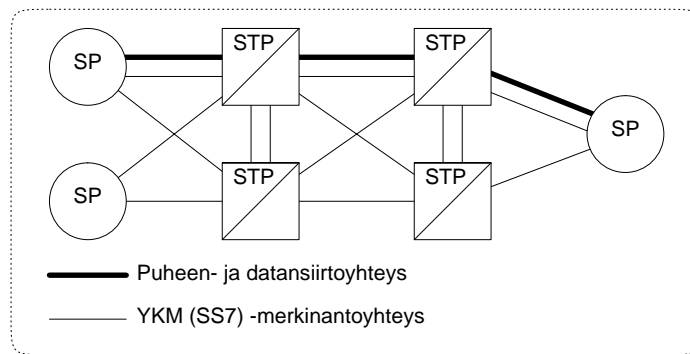 SP
STP
STP
SP
SP
STP
STP
Puheen- ja datansiirtoyhteys
YKM (SS7) -merkinantoyhteys